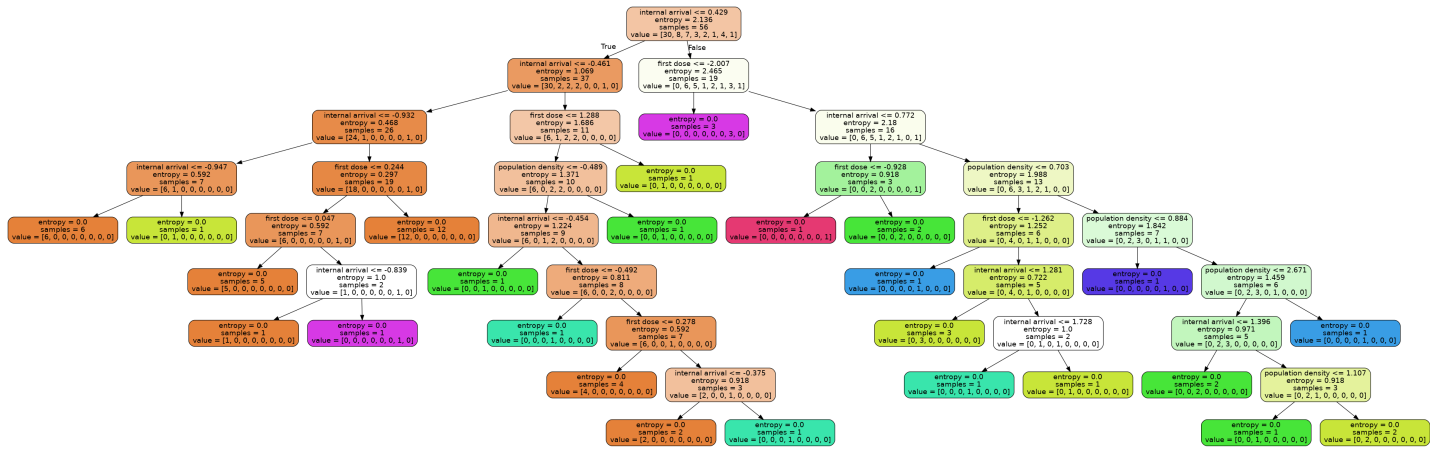 internal arrival <= 0.429
entropy = 2.136
samples = 56
value = [30, 8, 7, 3, 2, 1, 4, 1]
True
False
internal arrival <= -0.461
entropy = 1.069
samples = 37
value = [30, 2, 2, 2, 0, 0, 1, 0]
first dose <= -2.007
entropy = 2.465
samples = 19
value = [0, 6, 5, 1, 2, 1, 3, 1]
internal arrival <= -0.932
entropy = 0.468
samples = 26
value = [24, 1, 0, 0, 0, 0, 1, 0]
first dose <= 1.288
entropy = 1.686
samples = 11
value = [6, 1, 2, 2, 0, 0, 0, 0]
entropy = 0.0
samples = 3
value = [0, 0, 0, 0, 0, 0, 3, 0]
internal arrival <= 0.772
entropy = 2.18
samples = 16
value = [0, 6, 5, 1, 2, 1, 0, 1]
internal arrival <= -0.947
entropy = 0.592
samples = 7
value = [6, 1, 0, 0, 0, 0, 0, 0]
first dose <= 0.244
entropy = 0.297
samples = 19
value = [18, 0, 0, 0, 0, 0, 1, 0]
population density <= -0.489
entropy = 1.371
samples = 10
value = [6, 0, 2, 2, 0, 0, 0, 0]
entropy = 0.0
samples = 1
value = [0, 1, 0, 0, 0, 0, 0, 0]
first dose <= -0.928
entropy = 0.918
samples = 3
value = [0, 0, 2, 0, 0, 0, 0, 1]
population density <= 0.703
entropy = 1.988
samples = 13
value = [0, 6, 3, 1, 2, 1, 0, 0]
entropy = 0.0
samples = 6
value = [6, 0, 0, 0, 0, 0, 0, 0]
entropy = 0.0
samples = 1
value = [0, 1, 0, 0, 0, 0, 0, 0]
first dose <= 0.047
entropy = 0.592
samples = 7
value = [6, 0, 0, 0, 0, 0, 1, 0]
entropy = 0.0
samples = 12
value = [12, 0, 0, 0, 0, 0, 0, 0]
internal arrival <= -0.454
entropy = 1.224
samples = 9
value = [6, 0, 1, 2, 0, 0, 0, 0]
entropy = 0.0
samples = 1
value = [0, 0, 1, 0, 0, 0, 0, 0]
entropy = 0.0
samples = 1
value = [0, 0, 0, 0, 0, 0, 0, 1]
entropy = 0.0
samples = 2
value = [0, 0, 2, 0, 0, 0, 0, 0]
first dose <= -1.262
entropy = 1.252
samples = 6
value = [0, 4, 0, 1, 1, 0, 0, 0]
population density <= 0.884
entropy = 1.842
samples = 7
value = [0, 2, 3, 0, 1, 1, 0, 0]
entropy = 0.0
samples = 5
value = [5, 0, 0, 0, 0, 0, 0, 0]
internal arrival <= -0.839
entropy = 1.0
samples = 2
value = [1, 0, 0, 0, 0, 0, 1, 0]
entropy = 0.0
samples = 1
value = [0, 0, 1, 0, 0, 0, 0, 0]
first dose <= -0.492
entropy = 0.811
samples = 8
value = [6, 0, 0, 2, 0, 0, 0, 0]
entropy = 0.0
samples = 1
value = [0, 0, 0, 0, 1, 0, 0, 0]
internal arrival <= 1.281
entropy = 0.722
samples = 5
value = [0, 4, 0, 1, 0, 0, 0, 0]
entropy = 0.0
samples = 1
value = [0, 0, 0, 0, 0, 1, 0, 0]
population density <= 2.671
entropy = 1.459
samples = 6
value = [0, 2, 3, 0, 1, 0, 0, 0]
entropy = 0.0
samples = 1
value = [1, 0, 0, 0, 0, 0, 0, 0]
entropy = 0.0
samples = 1
value = [0, 0, 0, 0, 0, 0, 1, 0]
entropy = 0.0
samples = 1
value = [0, 0, 0, 1, 0, 0, 0, 0]
first dose <= 0.278
entropy = 0.592
samples = 7
value = [6, 0, 0, 1, 0, 0, 0, 0]
entropy = 0.0
samples = 3
value = [0, 3, 0, 0, 0, 0, 0, 0]
internal arrival <= 1.728
entropy = 1.0
samples = 2
value = [0, 1, 0, 1, 0, 0, 0, 0]
internal arrival <= 1.396
entropy = 0.971
samples = 5
value = [0, 2, 3, 0, 0, 0, 0, 0]
entropy = 0.0
samples = 1
value = [0, 0, 0, 0, 1, 0, 0, 0]
entropy = 0.0
samples = 4
value = [4, 0, 0, 0, 0, 0, 0, 0]
internal arrival <= -0.375
entropy = 0.918
samples = 3
value = [2, 0, 0, 1, 0, 0, 0, 0]
entropy = 0.0
samples = 1
value = [0, 0, 0, 1, 0, 0, 0, 0]
entropy = 0.0
samples = 1
value = [0, 1, 0, 0, 0, 0, 0, 0]
entropy = 0.0
samples = 2
value = [0, 0, 2, 0, 0, 0, 0, 0]
population density <= 1.107
entropy = 0.918
samples = 3
value = [0, 2, 1, 0, 0, 0, 0, 0]
entropy = 0.0
samples = 2
value = [2, 0, 0, 0, 0, 0, 0, 0]
entropy = 0.0
samples = 1
value = [0, 0, 0, 1, 0, 0, 0, 0]
entropy = 0.0
samples = 1
value = [0, 0, 1, 0, 0, 0, 0, 0]
entropy = 0.0
samples = 2
value = [0, 2, 0, 0, 0, 0, 0, 0]